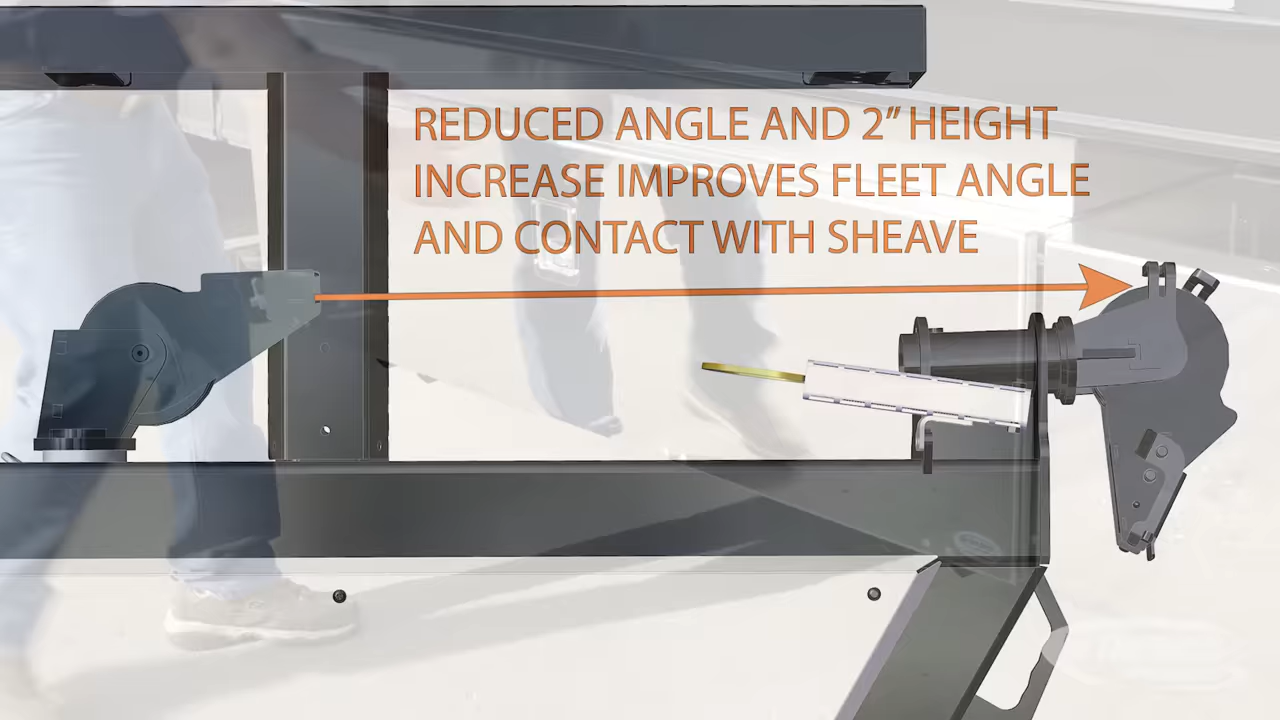 REDUCED ANGLE AND 2” HEIGHT
INCREASE IMPROVES FLEET ANGLE
AND CONTACT WITH SHEAVE